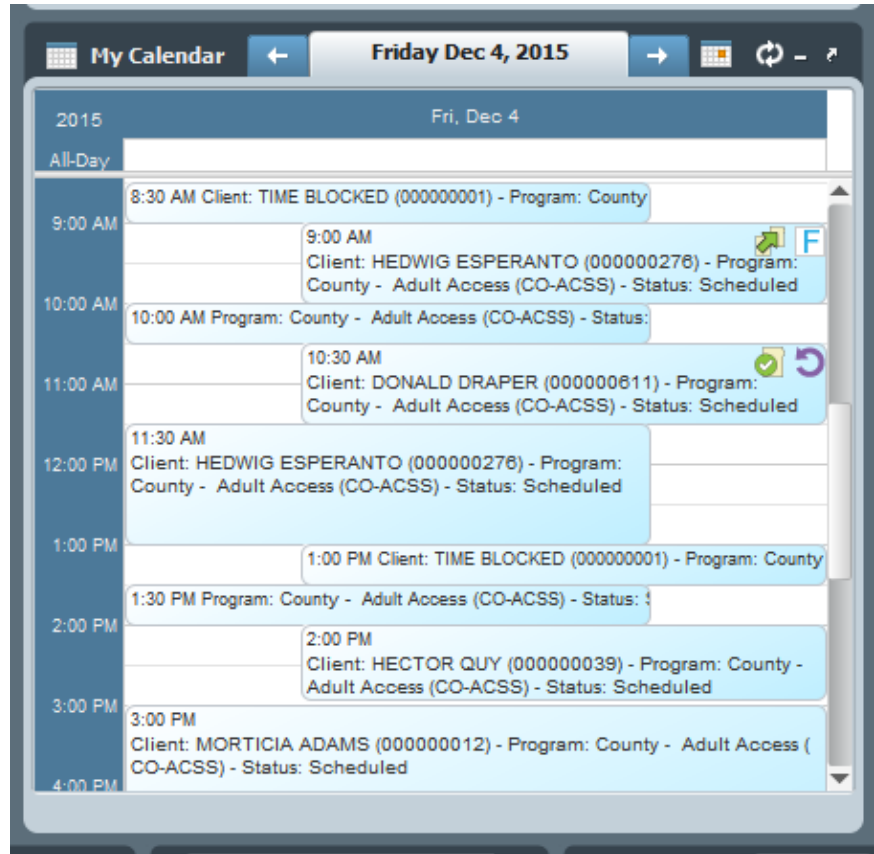 My Calendar
Friday Dec 4, 2015
2015
Fri, Dec 4
All-Day
8:30 AM Client: TIME BLOCKED (000000001) - Program: County
9:00 AM
9:00 AM
F
Client: HEDWIG ESPERANTO (000000276) - Program:
County - Adult Access (CO-ACSS) - Status: Scheduled
10:00 AM
10:00 AM Program: County - Adult Access (CO-ACSS) - Status:
10:30 AM
11:00 AM
Client: DONALD DRAPER (000000611) - Program:
County - Adult Access (CO-ACSS) - Status: Scheduled
11:30 AM
12:00 PM
Client: HEDWIG ESPERANTO (000000276) - Program:
County - Adult Access (CO-ACSS) - Status: Scheduled
1:00 PM
1:00 PM Client: TIME BLOCKED (000000001) - Program: County
1:30 PM Program: County - Adult Access (CO-ACSS) - Status:
2:00 PM
2:00 PM
Client: HECTOR QUY (000000039) - Program: County -
Adult Access (CO-ACSS) - Status: Scheduled
3:00 PM
3:00 PM
Client: MORTICIA ADAMS (000000012) - Program: County - Adult Access (
CO-ACSS) - Status: Scheduled
4:00 PM